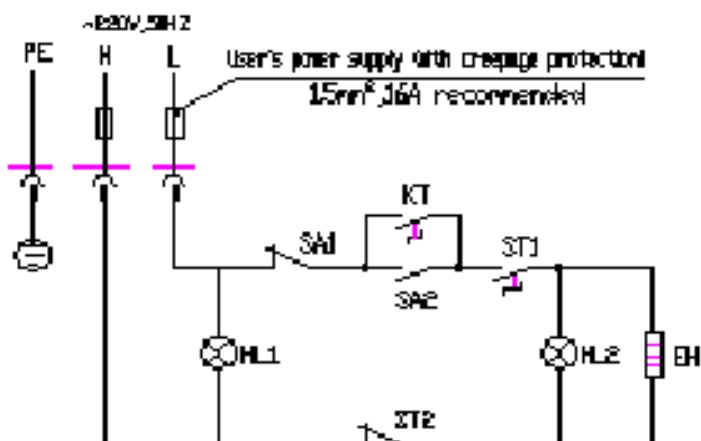 ~220V,50HZ
PE N L
User's power supply (with creepage protection)
1.5mm²,16A recommended
KT
SA1
ST1
SA2
HL1
HL2
EH
ST2